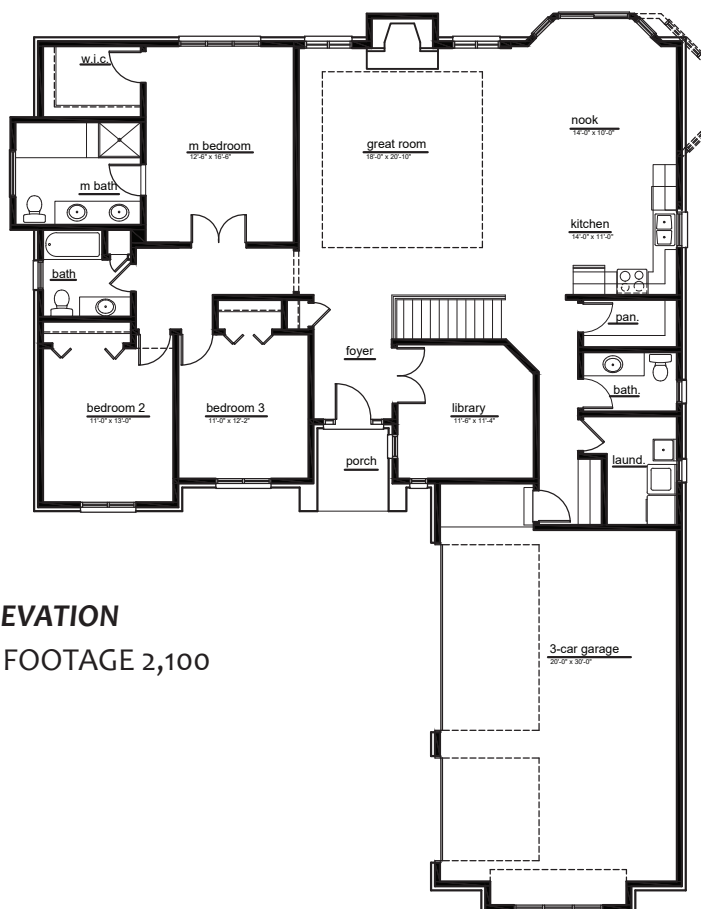 w.i.c.
m bedroom
12'-6" x 16'-6"
great room
18'-0" x 20'-10"
nook
14'-0" x 10'-0"
m bath
kitchen
14'-0" x 11'-0"
bath
pan.
foyer
bath.
bedroom 2
11'-0" x 13'-0"
bedroom 3
11'-0" x 12'-2"
library
11'-6" x 11'-4"
porch
laund.
EVATION
FOOTAGE 2,100
3-car garage
20'-0" x 30'-0"